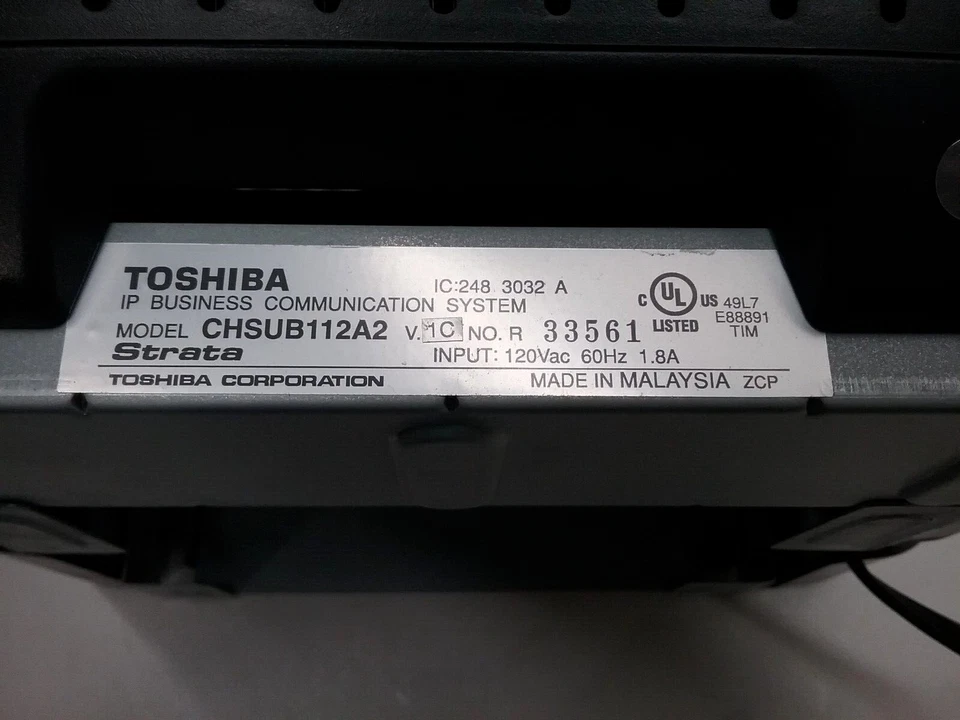 TOSHIBA IC:248 3032 A
IP BUSINESS COMMUNICATION SYSTEM
MODEL CHSUB112A2 V. 1C NO. R 33561
Strata INPUT: 120Vac 60Hz 1.8A
TOSHIBA CORPORATION MADE IN MALAYSIA ZCP
C UL US 49L7
LISTED E88891
TIM